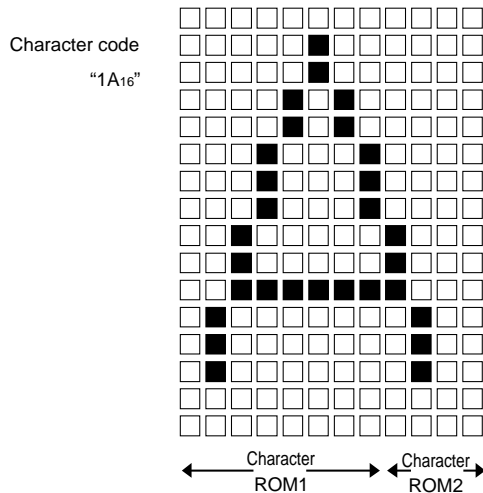 Character code
“1A16”
Character
ROM1
Character
ROM2